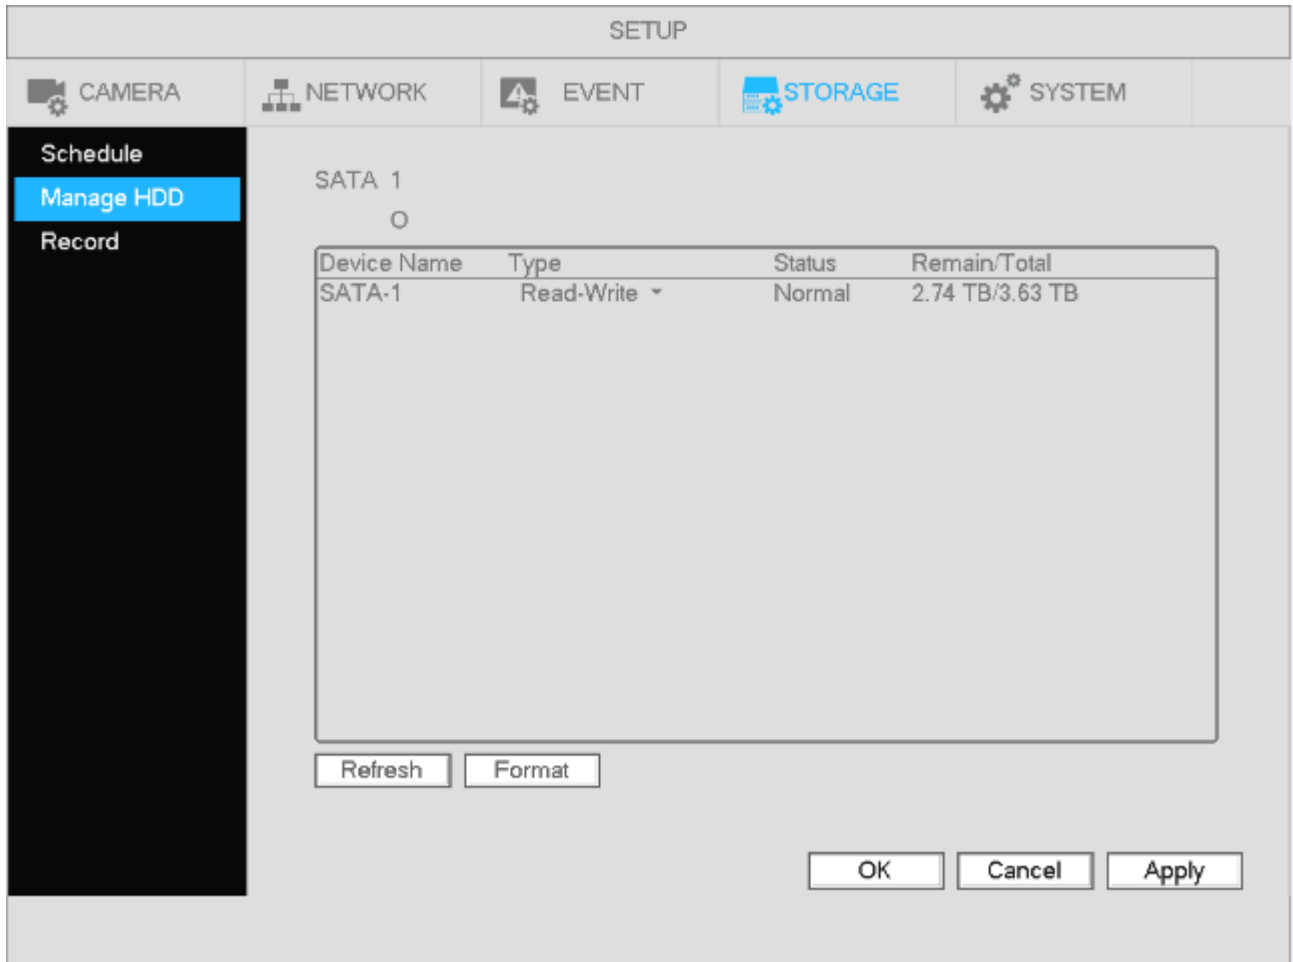 SETUP
CAMERA NETWORK EVENT STORAGE SYSTEM
Schedule
Manage HDD
Record
SATA 1
O
Device Name Type Status Remain/Total
SATA-1 Read-Write Normal 2.74 TB/3.63 TB
Refresh Format
OK Cancel Apply